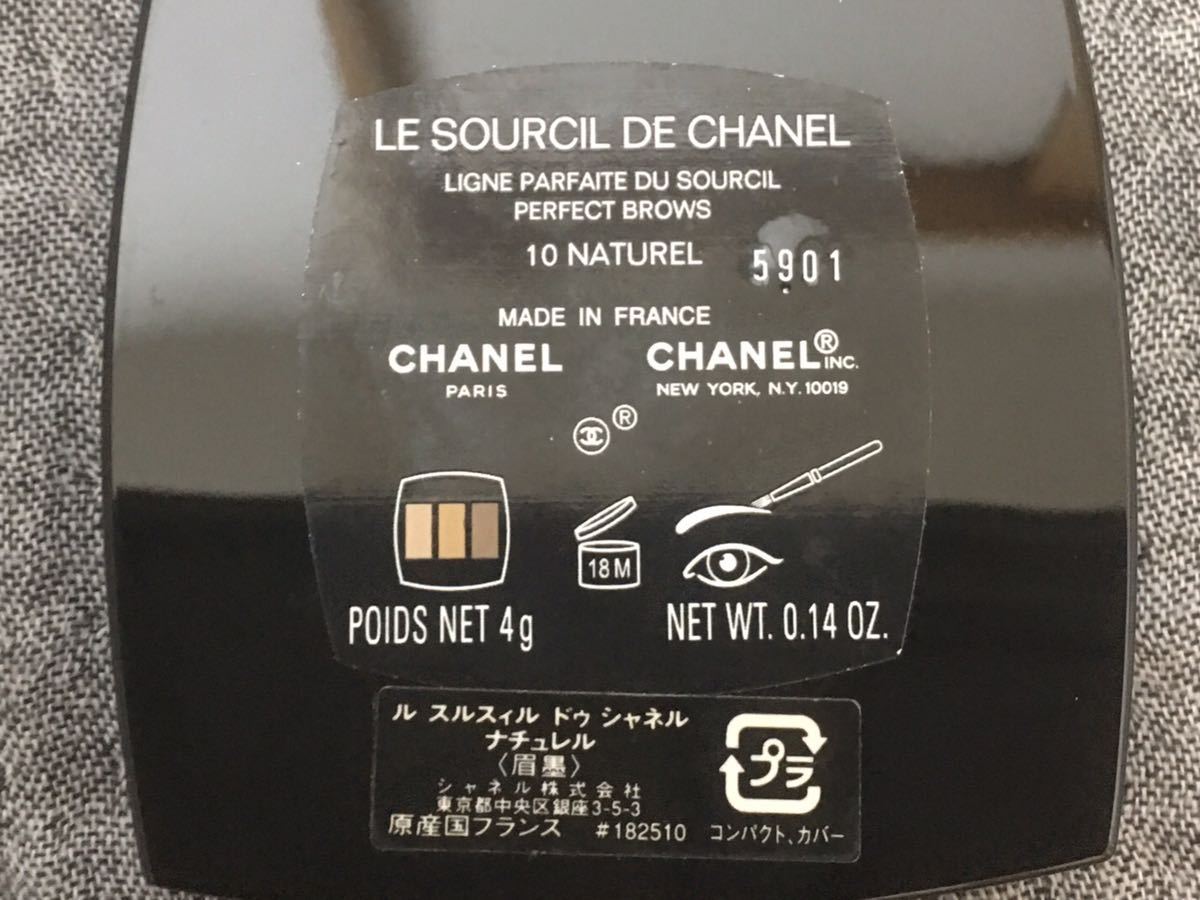 LE SOURCIL DE CHANEL
LIGNE PARFAITE DU SOURCIL
PERFECT BROWS
10 NATUREL 5901
MADE IN FRANCE
CHANEL CHANEL® INC.
PARIS NEW YORK, N.Y. 10019
®
18 M
POIDS NET 4g NET WT. 0.14 OZ.
ル スルスィル ドゥ シャネル
ナチュレル
〈眉墨〉
シャネル株式会社
東京都中央区銀座3-5-3
原産国フランス #182510
プラ
コンパクト、カバー